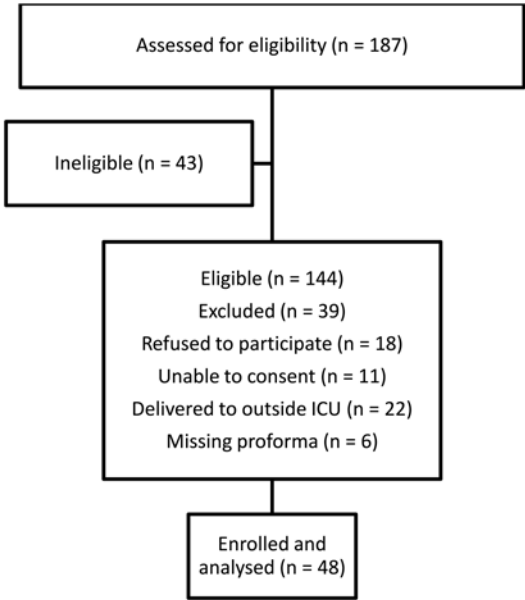 Assessed for eligibility (n = 187)
Ineligible (n = 43)
Eligible (n = 144)
Excluded (n = 39)
Refused to participate (n = 18)
Unable to consent (n = 11)
Delivered to outside ICU (n = 22)
Missing proforma (n = 6)
Enrolled and
analysed (n = 48)